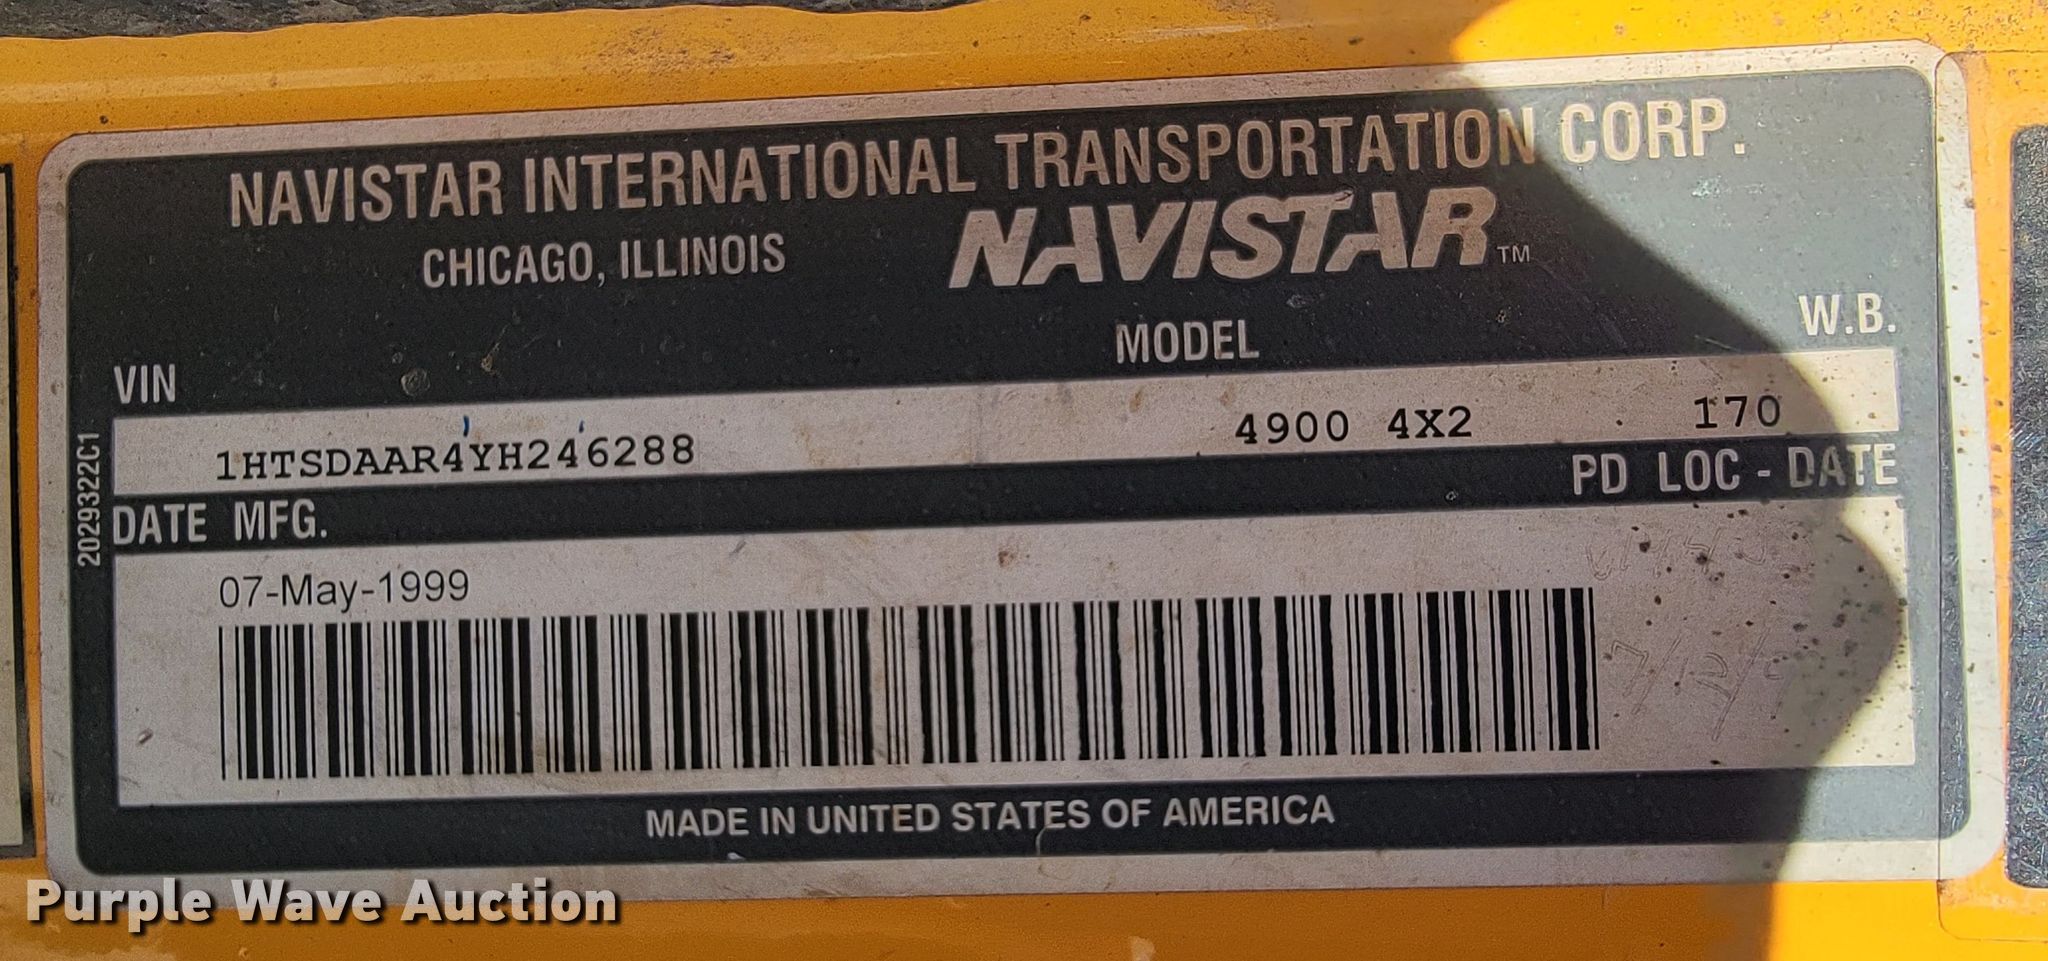 NAVISTAR INTERNATIONAL TRANSPORTATION CORP.
CHICAGO, ILLINOIS
NAVISTAR TM
VIN
MODEL
W.B.
1HTSDAAR4YH246288
4900 4X2
170
DATE MFG.
PD LOC - DATE
07-May-1999
MADE IN UNITED STATES OF AMERICA
2029322C1
Purple Wave Auction